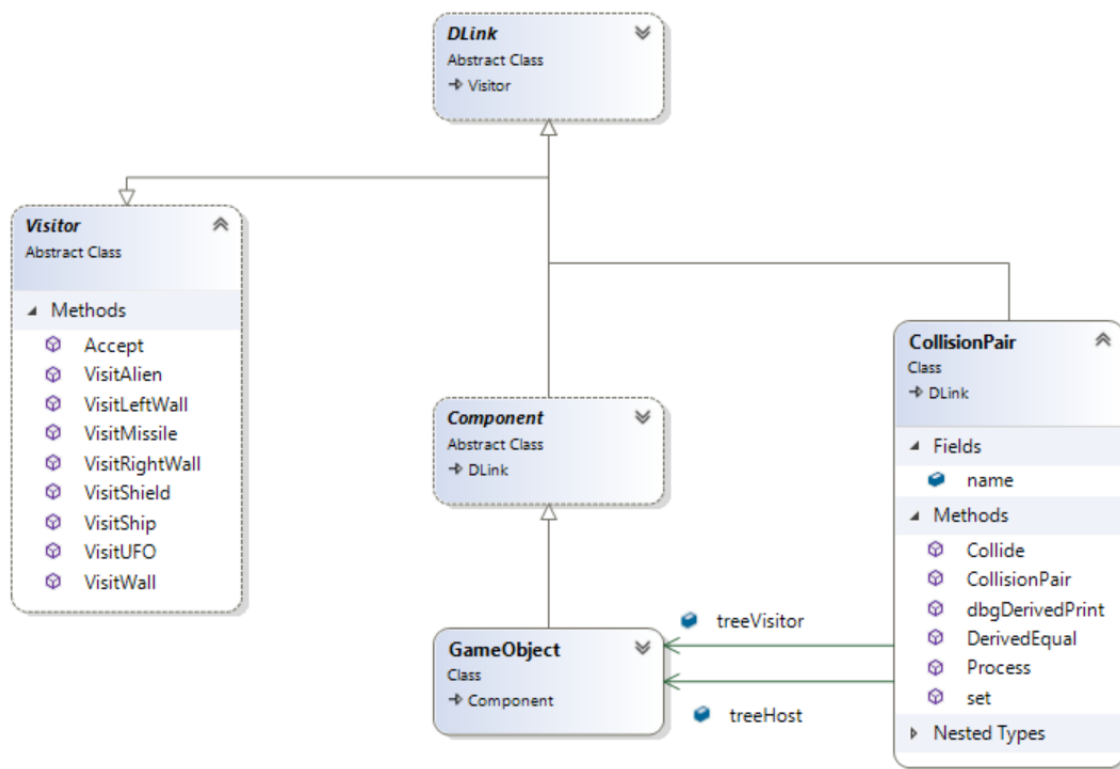 DLink
Abstract Class
Visitor
Visitor
Abstract Class
Methods
Accept
VisitAlien
VisitLeftWall
VisitMissile
VisitRightWall
VisitShield
VisitShip
VisitUFO
VisitWall
Component
Abstract Class
DLink
GameObject
Class
Component
treeVisitor
treeHost
CollisionPair
Class
DLink
Fields
name
Methods
Collide
CollisionPair
dbgDerivedPrint
DerivedEqual
Process
set
Nested Types